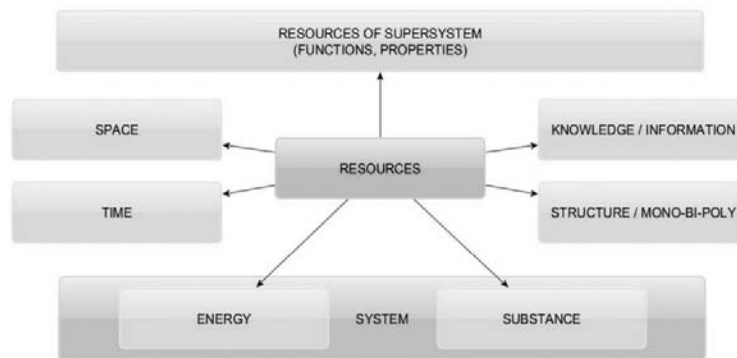 RESOURCES OF SUPERSYSTEM
(FUNCTIONS, PROPERTIES)
SPACE
KNOWLEDGE / INFORMATION
RESOURCES
TIME
STRUCTURE / MONO-BI-POLY
ENERGY
SYSTEM
SUBSTANCE